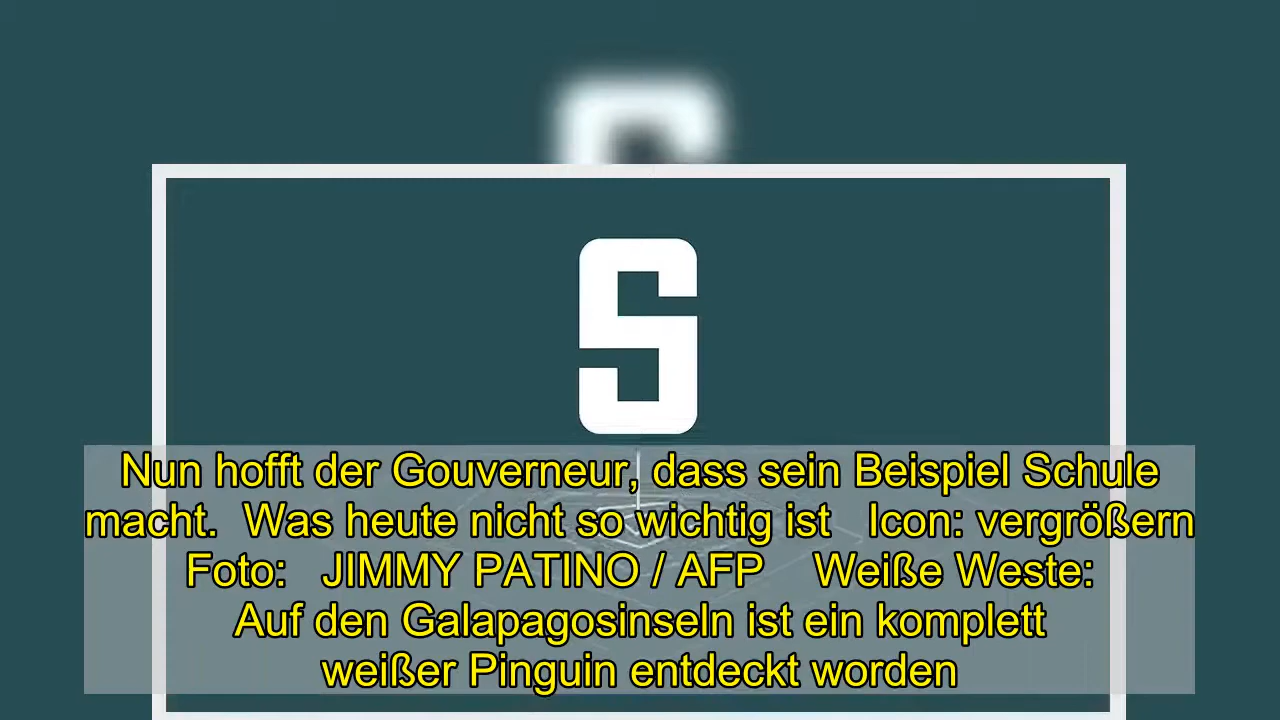 S
Nun hofft der Gouverneur, dass sein Beispiel Schule
macht.  Was heute nicht so wichtig ist   Icon: vergrößern
Foto:   JIMMY PATINO / AFP    Weiße Weste:
Auf den Galapagosinseln ist ein komplett
weißer Pinguin entdeckt worden